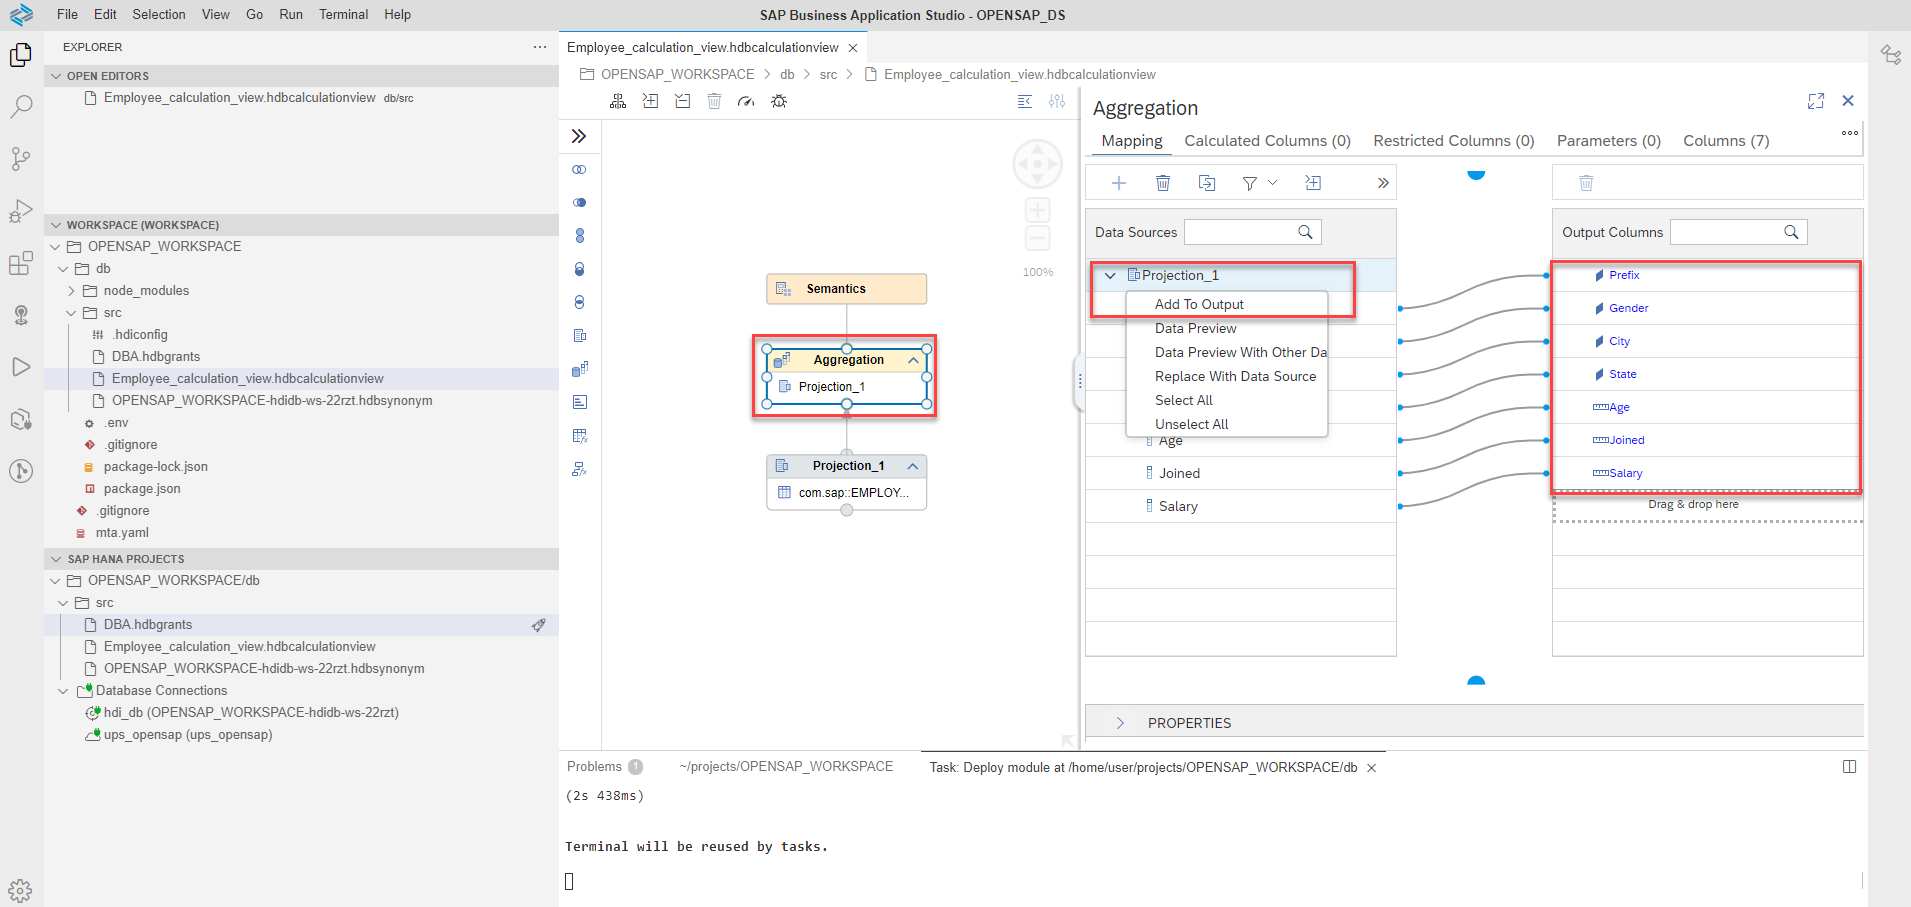 File Edit Selection View Go Run Terminal Help
SAP Business Application Studio - OPENSAP_DS
EXPLORER
OPEN EDITORS
Employee_calculation_view.hdbcalculationview db/src
WORKSPACE (WORKSPACE)
OPENSAP_WORKSPACE
db
node_modules
src
.hdiconfig
DBA.hdbgrants
Employee_calculation_view.hdbcalculationview
OPENSAP_WORKSPACE-hdidb-ws-22rzt.hdbsynonym
.env
.gitignore
package-lock.json
package.json
.gitignore
mta.yaml
SAP HANA PROJECTS
OPENSAP_WORKSPACE/db
src
DBA.hdbgrants
Employee_calculation_view.hdbcalculationview
OPENSAP_WORKSPACE-hdidb-ws-22rzt.hdbsynonym
Database Connections
hdi_db (OPENSAP_WORKSPACE-hdidb-ws-22rzt)
ups_opensap (ups_opensap)
Employee_calculation_view.hdbcalculationview
OPENSAP_WORKSPACE > db > src > Employee_calculation_view.hdbcalculationview
100%
Semantics
Aggregation
Projection_1
Projection_1
com.sap::EMPLOY...
Aggregation
Mapping Calculated Columns (0) Restricted Columns (0) Parameters (0) Columns (7)
Data Sources
Projection_1
Add To Output
Data Preview
Data Preview With Other Da
Replace With Data Source
Select All
Unselect All
Age
Joined
Salary
Output Columns
Prefix
Gender
City
State
Age
Joined
Salary
Drag & drop here
PROPERTIES
Problems 1 ~/projects/OPENSAP_WORKSPACE Task: Deploy module at /home/user/projects/OPENSAP_WORKSPACE/db
(2s 438ms)
Terminal will be reused by tasks.